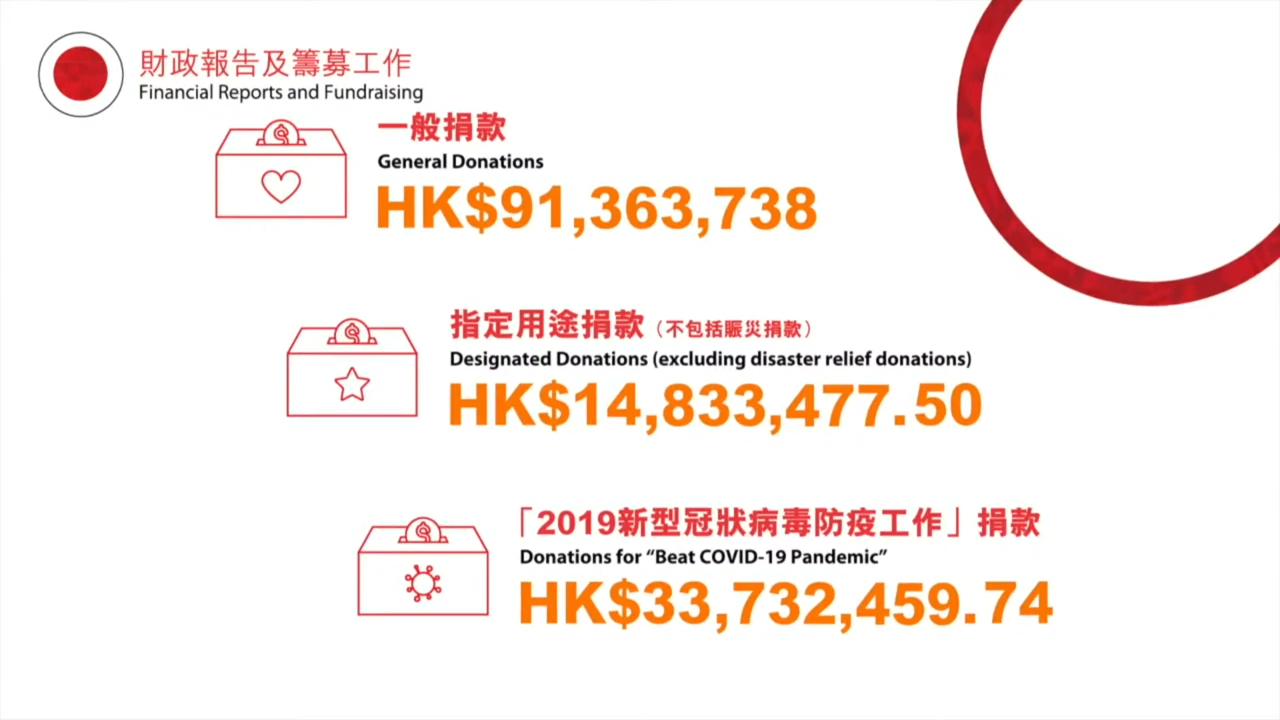 財政報告及籌募工作
Financial Reports and Fundraising
一般捐款
General Donations
HK$91,363,738
指定用途捐款（不包括賑災捐款）
Designated Donations (excluding disaster relief donations)
HK$14,833,477.50
「2019新型冠狀病毒防疫工作」捐款
Donations for “Beat COVID-19 Pandemic”
HK$33,732,459.74